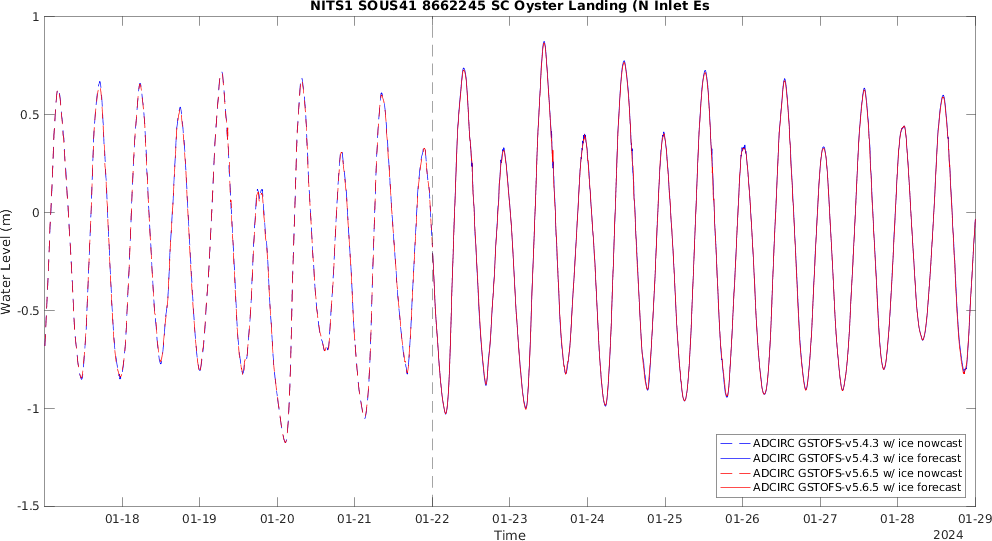 NITS1 SOUS41 8662245 SC Oyster Landing (N Inlet Es
Water Level (m)
1
0.5
0
-0.5
-1
-1.5
01-18 01-19 01-20 01-21 01-22 01-23 01-24 01-25 01-26 01-27 01-28 01-29
Time
2024
ADCIRC GSTOFS-v5.4.3 w/ ice nowcast
ADCIRC GSTOFS-v5.4.3 w/ ice forecast
ADCIRC GSTOFS-v5.6.5 w/ ice nowcast
ADCIRC GSTOFS-v5.6.5 w/ ice forecast